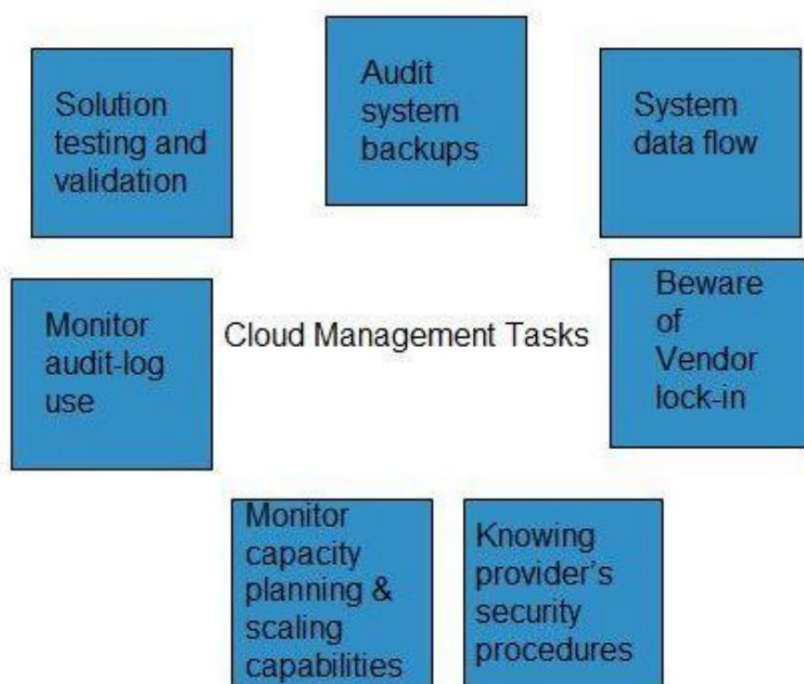 Solution
testing and
validation
Audit
system
backups
System
data flow
Monitor
audit-log
use
Cloud Management Tasks
Beware
of
Vendor
lock-in
Monitor
capacity
planning &
scaling
capabilities
Knowing
provider's
security
procedures